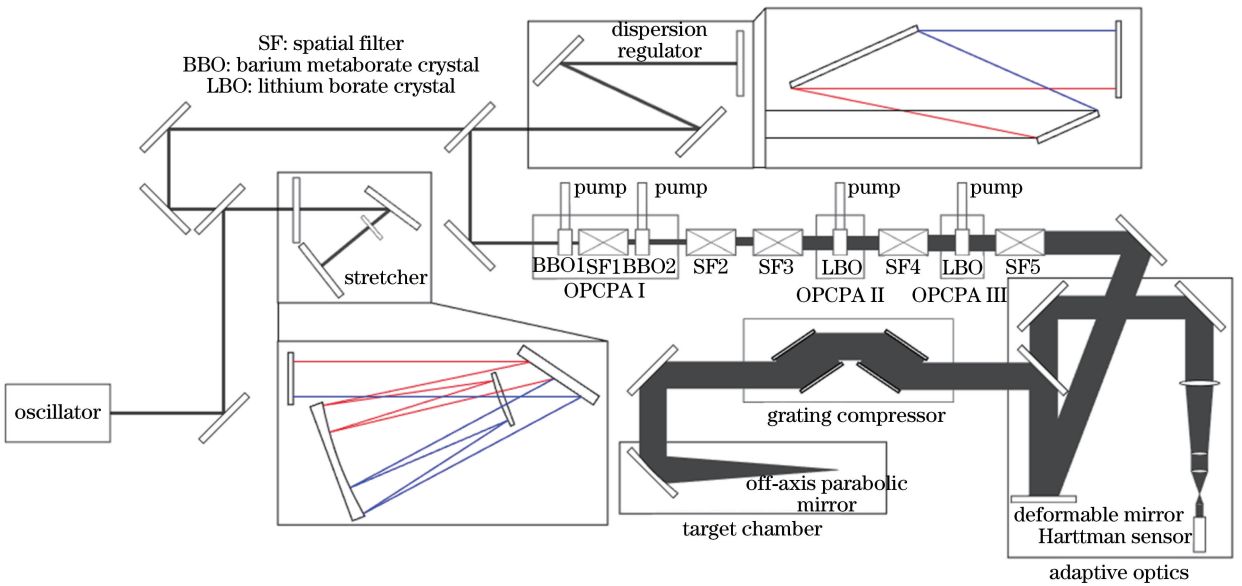 SF: spatial filter
BBO: barium metaborate crystal
LBO: lithium borate crystal
dispersion
regulator
pump
pump
pump
pump
stretcher
BBO1
SF1
BBO2
SF2
SF3
LBO
SF4
LBO
SF5
OPCPA I
OPCPA II
OPCPA III
oscillator
grating compressor
off-axis parabolic
mirror
target chamber
deformable mirror
Harttman sensor
adaptive optics